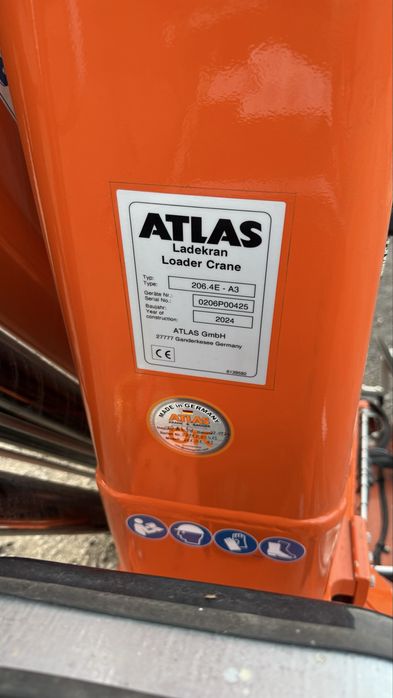 ATLAS
Ladekran
Loader Crane
Typ:
Type: 206.4E - A3
Geräte Nr.:
Serial No.: 0206P00425
Baujahr:
Year of
construction: 2024
ATLAS GmbH
27777 Ganderkesee Germany
CE
MADE in GERMANY
ATLAS